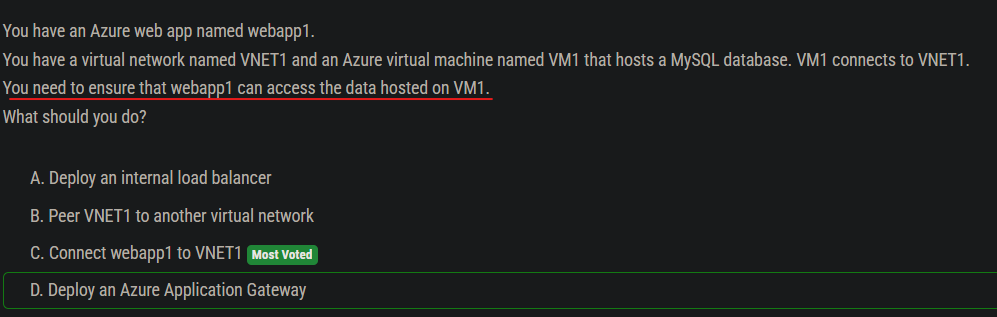 You have an Azure web app named webapp1.
You have a virtual network named VNET1 and an Azure virtual machine named VM1 that hosts a MySQL database. VM1 connects to VNET1.
You need to ensure that webapp1 can access the data hosted on VM1.
What should you do?
A. Deploy an internal load balancer
B. Peer VNET1 to another virtual network
C. Connect webapp1 to VNET1 Most Voted
D. Deploy an Azure Application Gateway